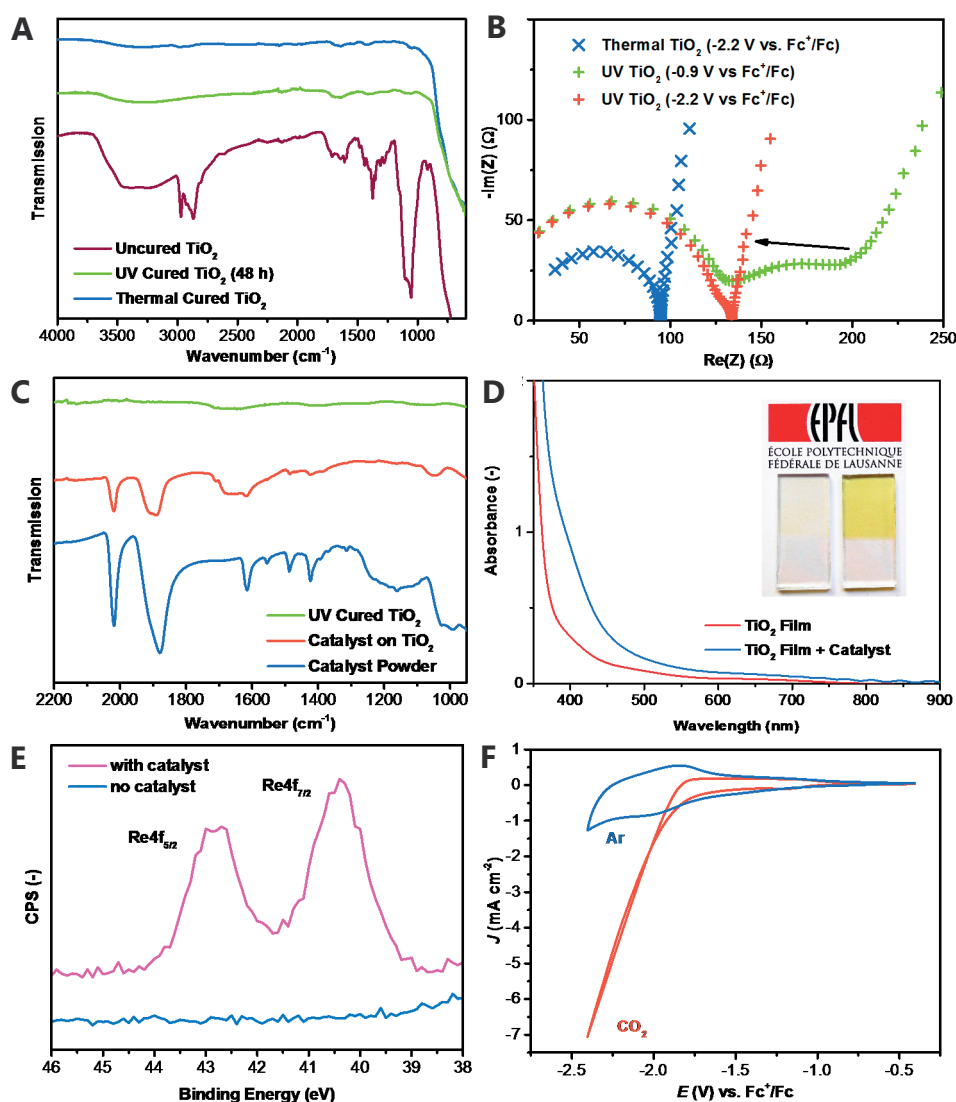 A
Transmission
Uncured TiO₂
UV Cured TiO₂ (48 h)
Thermal Cured TiO₂
4000 3500 3000 2500 2000 1500 1000
Wavenumber (cm⁻¹)
B
-Im(Z) (Ω)
Thermal TiO₂ (-2.2 V vs. Fc⁺/Fc)
UV TiO₂ (-0.9 V vs Fc⁺/Fc)
UV TiO₂ (-2.2 V vs Fc⁺/Fc)
100
50
0
50 100 150 200 250
Re(Z) (Ω)
C
Transmission
UV Cured TiO₂
Catalyst on TiO₂
Catalyst Powder
2200 2000 1800 1600 1400 1200 1000
Wavenumber (cm⁻¹)
D
Absorbance (-)
1
0
EPFL
ÉCOLE POLYTECHNIQUE
FÉDÉRALE DE LAUSANNE
TiO₂ Film
TiO₂ Film + Catalyst
400 500 600 700 800 900
Wavelength (nm)
E
CPS (-)
with catalyst
no catalyst
Re4f₇/₂
Re4f₅/₂
46 45 44 43 42 41 40 39 38
Binding Energy (eV)
F
J (mA cm⁻²)
1
0
-1
-2
-3
-4
-5
-6
-7
Ar
CO₂
-2.5 -2.0 -1.5 -1.0 -0.5
E (V) vs. Fc⁺/Fc